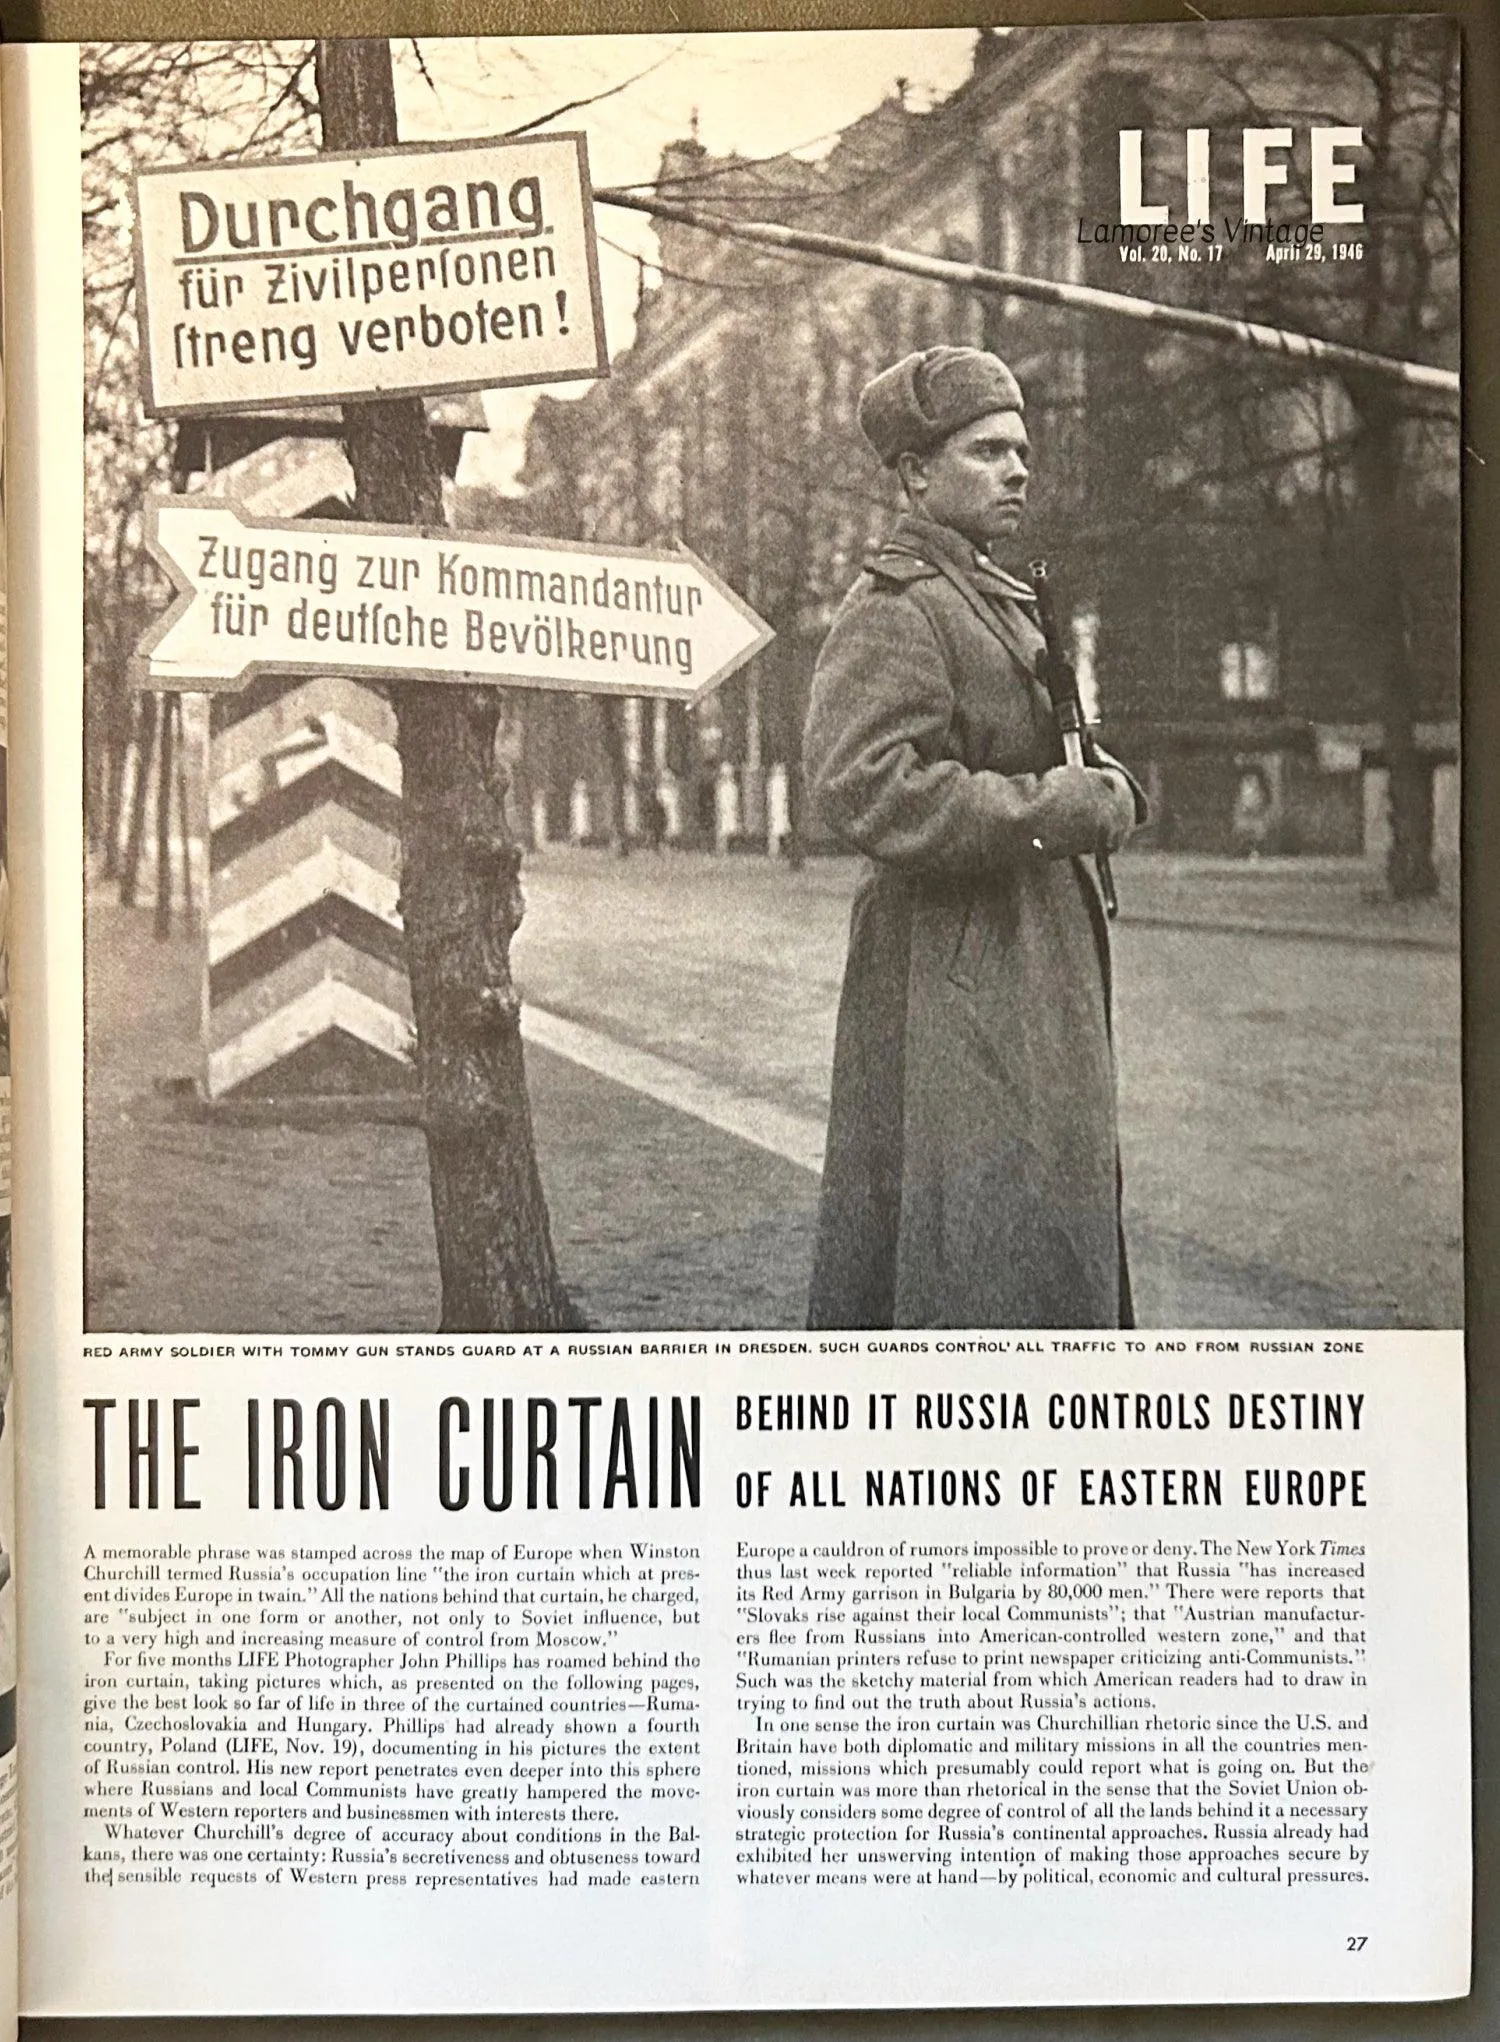 Durchgang
für Zivilperſonen
ſtreng verboten!
LIFE
Lamoree's Vintage
Vol. 20, No. 17 April 29, 1946
Zugang zur Kommandantur
für deutſche Bevölkerung
RED ARMY SOLDIER WITH TOMMY GUN STANDS GUARD AT A RUSSIAN BARRIER IN DRESDEN. SUCH GUARDS CONTROL ALL TRAFFIC TO AND FROM RUSSIAN ZONE
THE IRON CURTAIN
BEHIND IT RUSSIA CONTROLS DESTINY
OF ALL NATIONS OF EASTERN EUROPE
A memorable phrase was stamped across the map of Europe when Winston
Churchill termed Russia's occupation line "the iron curtain which at pres-
ent divides Europe in twain." All the nations behind that curtain, he charged,
are "subject in one form or another, not only to Soviet influence, but
to a very high and increasing measure of control from Moscow."
For five months LIFE Photographer John Phillips has roamed behind the
iron curtain, taking pictures which, as presented on the following pages,
give the best look so far of life in three of the curtained countries—Ruma-
nia, Czechoslovakia and Hungary. Phillips had already shown a fourth
country, Poland (LIFE, Nov. 19), documenting in his pictures the extent
of Russian control. His new report penetrates even deeper into this sphere
where Russians and local Communists have greatly hampered the move-
ments of Western reporters and businessmen with interests there.
Whatever Churchill's degree of accuracy about conditions in the Bal-
kans, there was one certainty: Russia's secretiveness and obtuseness toward
the sensible requests of Western press representatives had made eastern
Europe a cauldron of rumors impossible to prove or deny. The New York Times
thus last week reported "reliable information" that Russia "has increased
its Red Army garrison in Bulgaria by 80,000 men." There were reports that
"Slovaks rise against their local Communists"; that "Austrian manufactur-
ers flee from Russians into American-controlled western zone," and that
"Rumanian printers refuse to print newspaper criticizing anti-Communists."
Such was the sketchy material from which American readers had to draw in
trying to find out the truth about Russia's actions.
In one sense the iron curtain was Churchillian rhetoric since the U.S. and
Britain have both diplomatic and military missions in all the countries men-
tioned, missions which presumably could report what is going on. But the
iron curtain was more than rhetorical in the sense that the Soviet Union ob-
viously considers some degree of control of all the lands behind it a necessary
strategic protection for Russia's continental approaches. Russia already had
exhibited her unswerving intention of making those approaches secure by
whatever means were at hand—by political, economic and cultural pressures.
27